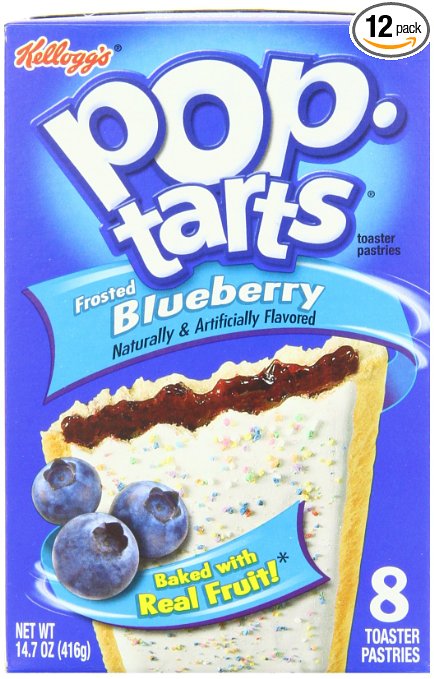 12 pack
Kellogg's®
pop.
tarts®
toaster
pastries
Frosted
Blueberry
Naturally & Artificially Flavored
Baked with
Real Fruit!*
NET WT
14.7 OZ (416g)
8
TOASTER
PASTRIES